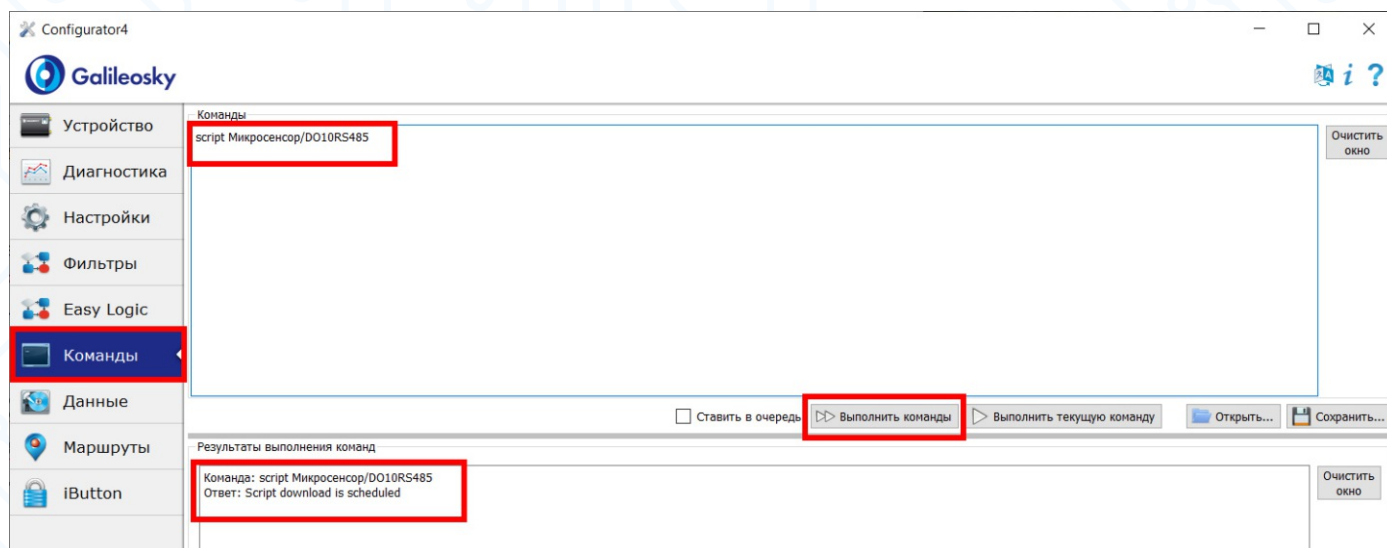 Configurator4
Galileosky
i ?
Устройство
Диагностика
Настройки
Фильтры
Easy Logic
Команды
Данные
Маршруты
iButton
Команды
script Микросенсор/DO10RS485
Очистить
окно
Ставить в очередь
Выполнить команды
Выполнить текущую команду
Открыть...
Сохранить...
Результаты выполнения команд
Команда: script Микросенсор/DO10RS485
Ответ: Script download is scheduled
Очистить
окно